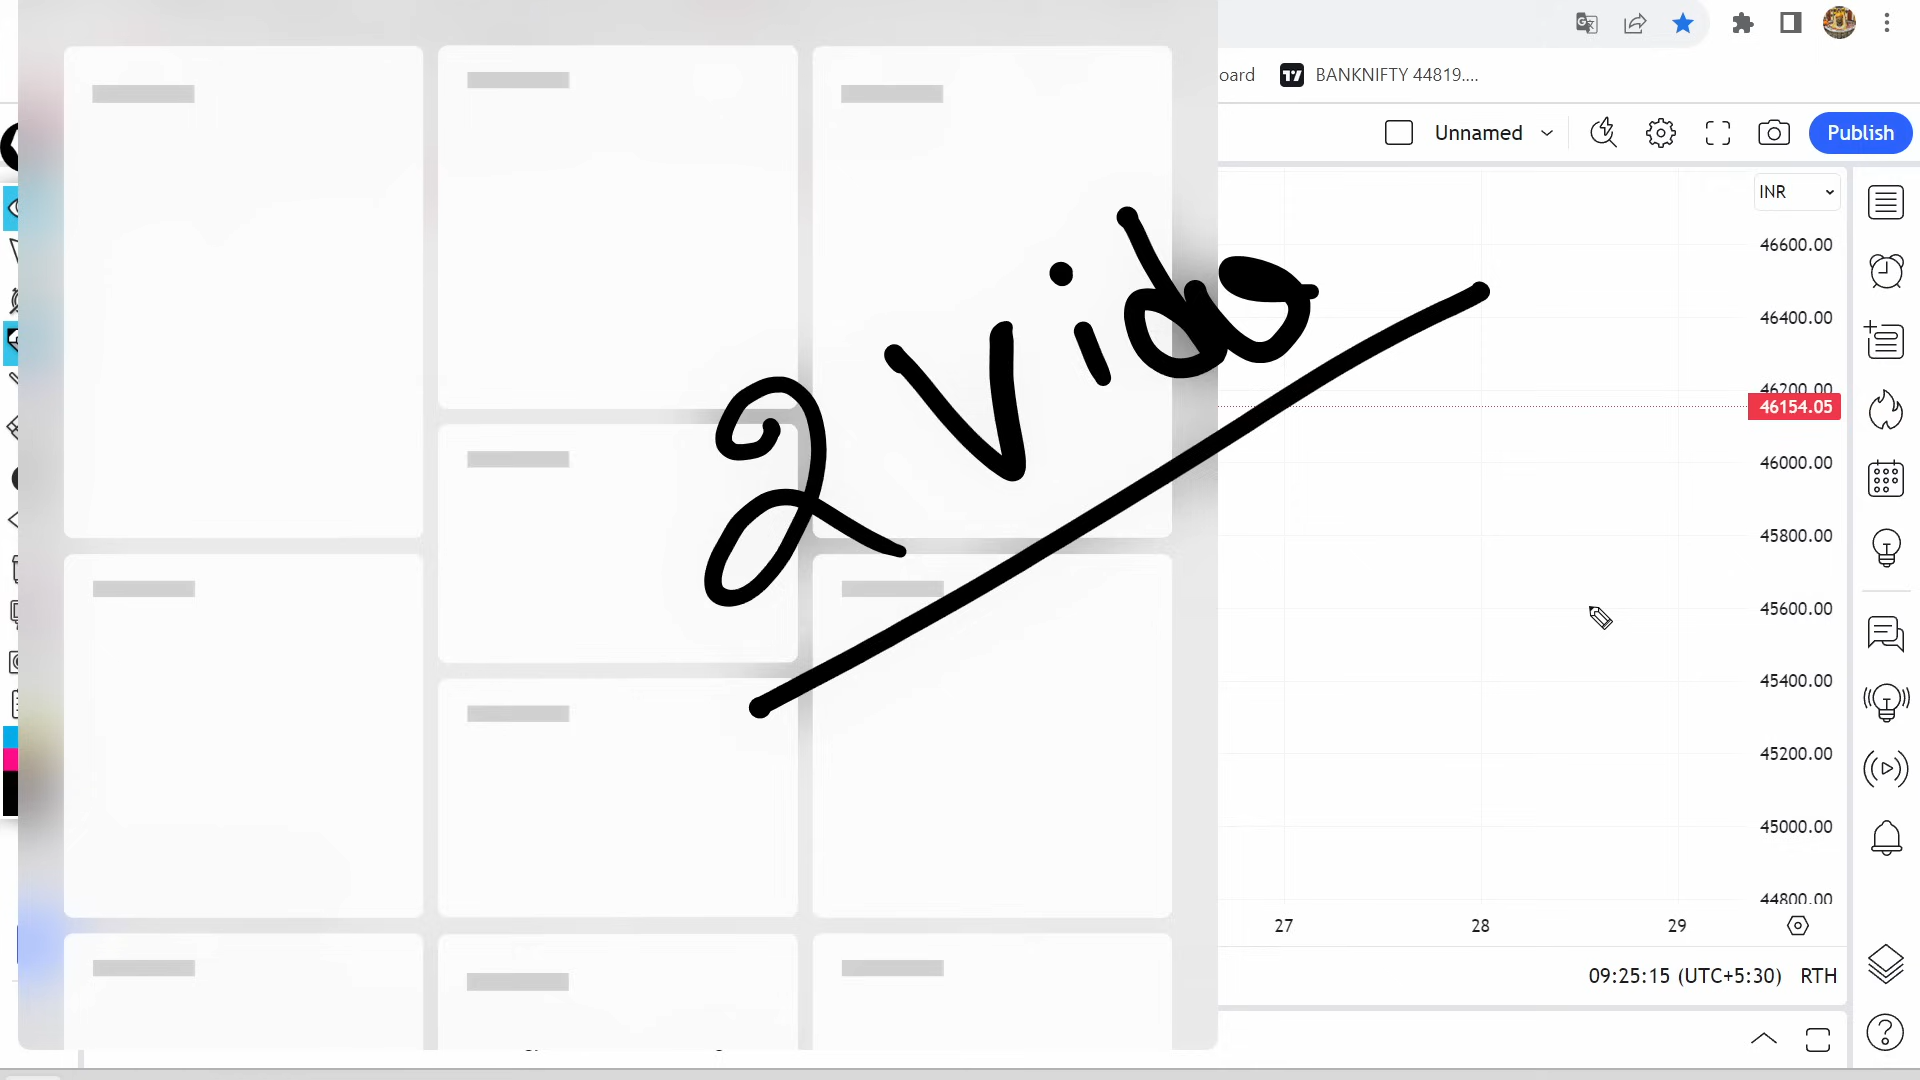 oard
BANKNIFTY 44819....
Unnamed
Publish
INR
46600.00
46400.00
46200.00
46154.05
46000.00
45800.00
45600.00
45400.00
45200.00
45000.00
44800.00
2 Vido
27 28 29
09:25:15 (UTC+5:30) RTH